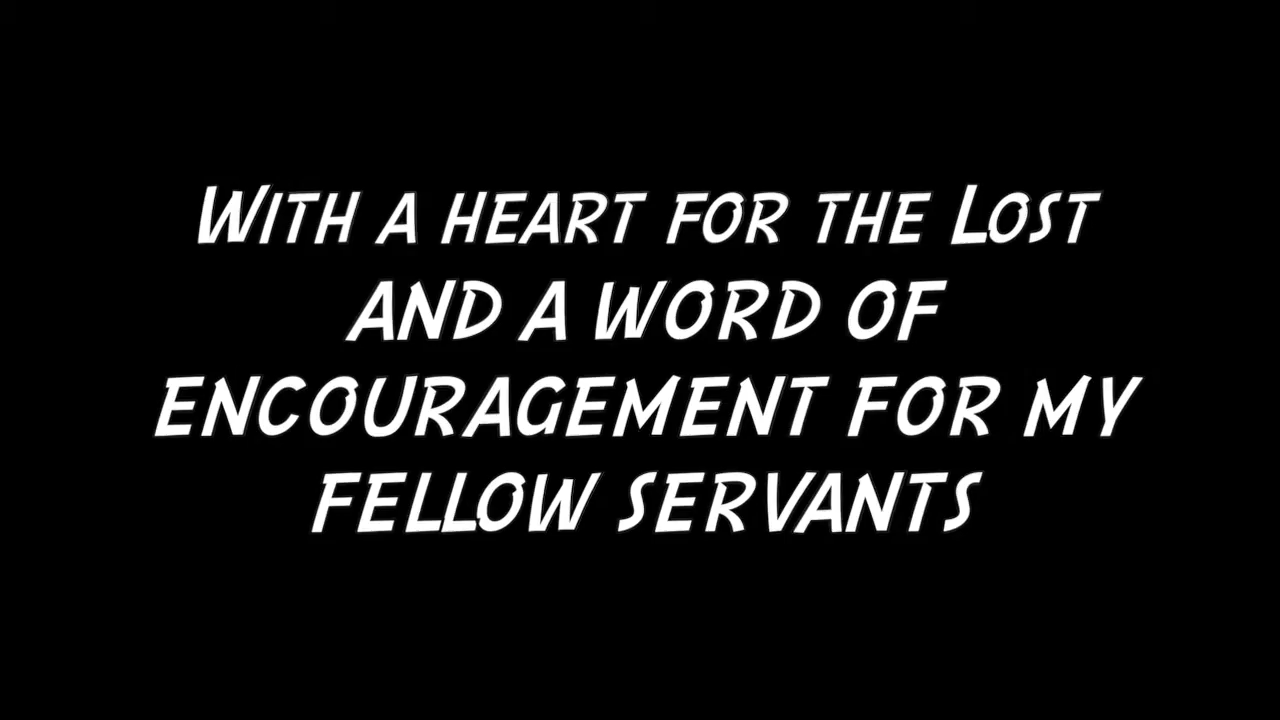 WITH A HEART FOR THE LOST
AND A WORD OF
ENCOURAGEMENT FOR MY
FELLOW SERVANTS